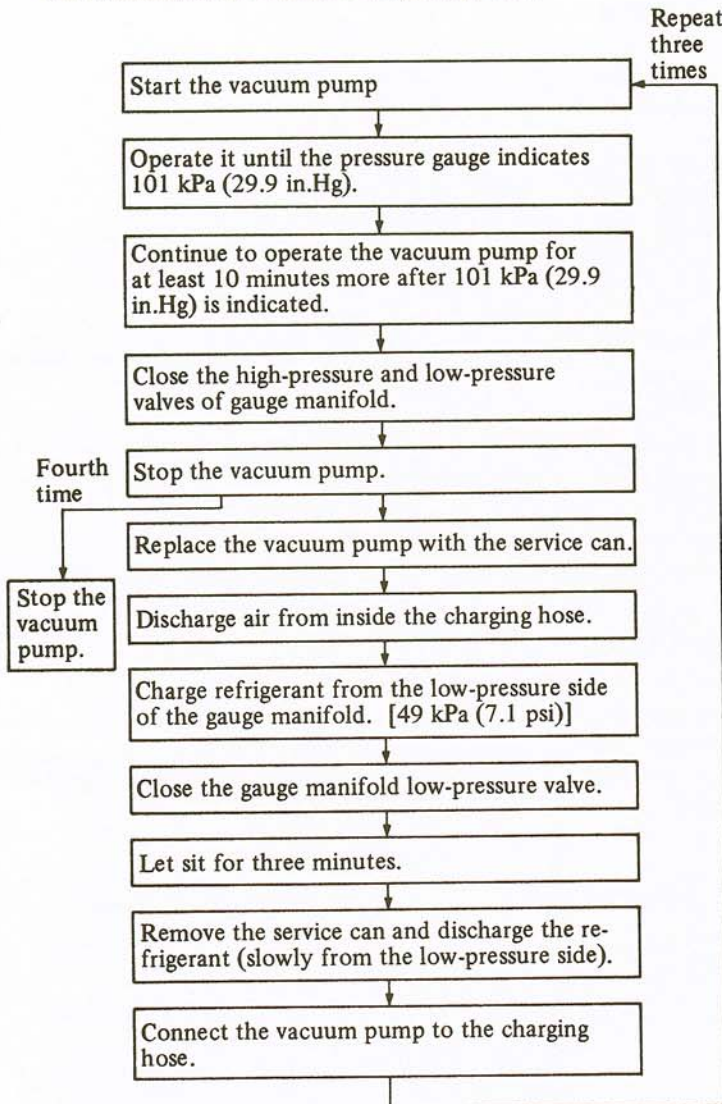 Repeat
three
times
Start the vacuum pump
Operate it until the pressure gauge indicates
101 kPa (29.9 in.Hg).
Continue to operate the vacuum pump for
at least 10 minutes more after 101 kPa (29.9
in.Hg) is indicated.
Close the high-pressure and low-pressure
valves of gauge manifold.
Stop the vacuum pump.
Fourth
time
Stop the
vacuum
pump.
Replace the vacuum pump with the service can.
Discharge air from inside the charging hose.
Charge refrigerant from the low-pressure side
of the gauge manifold. [49 kPa (7.1 psi)]
Close the gauge manifold low-pressure valve.
Let sit for three minutes.
Remove the service can and discharge the re-
frigerant (slowly from the low-pressure side).
Connect the vacuum pump to the charging
hose.